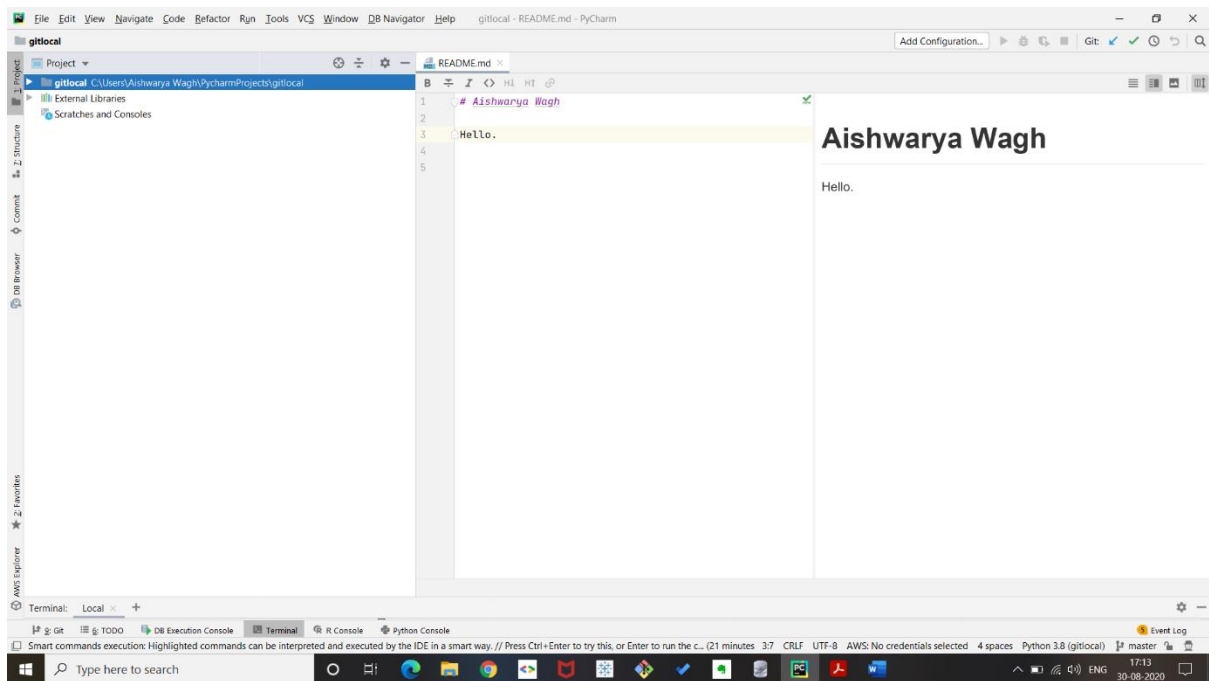 File Edit View Navigate Code Refactor Run Tools VCS Window DB Navigator Help gitlocal - README.md - PyCharm
gitlocal
Add Configuration... Git:
1: Project
Project
README.md
gitlocal C:\Users\Aishwarya Wagh\PycharmProjects\gitlocal
External Libraries
Scratches and Consoles
B I <> H↓ H↑
1 # Aishwarya Wagh
2
3 Hello.
4
5
Aishwarya Wagh
Hello.
Z: Structure
Commit
DB Browser
2: Favorites
AWS Explorer
Terminal: Local × +
9: Git 6: TODO DB Execution Console Terminal R Console Python Console Event Log
Smart commands execution: Highlighted commands can be interpreted and executed by the IDE in a smart way. // Press Ctrl+Enter to try this, or Enter to run the c... (21 minutes 3:7 CRLF UTF-8 AWS: No credentials selected 4 spaces Python 3.8 (gitlocal) master
Type here to search
ENG
17:13
30-08-2020